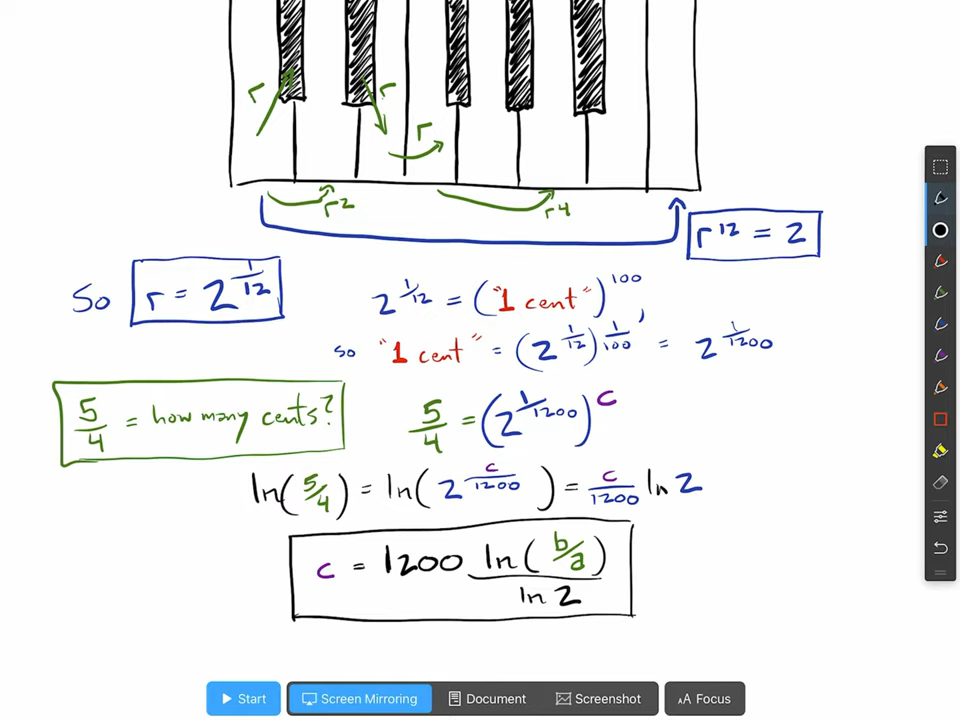 r r r
r² r⁴
r¹² = 2
So r = 2^(1/12)
2^(1/12) = ("1 cent")^100,
so "1 cent" = (2^(1/12))^(1/100) = 2^(1/1200)
5/4 = how many cents?
5/4 = (2^(1/1200))^c
ln(5/4) = ln(2^(c/1200)) = c/1200 ln 2
c = 1200 ln(b/a)/ln 2
Start Screen Mirroring Document Screenshot AA Focus